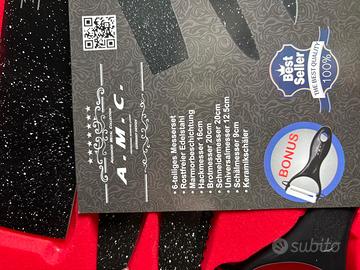 Best
Seller
THE BEST QUALITY
100%
A.M.C.
• 6-teiliges Messerset
• Rostfreier Edelstahl
• Marmorbeschichtung
• Hackmesser 16cm
• Brotmesser 20cm
• Schneidemesser 20cm
• Universalmesser 12.5cm
• Schälmesser 9cm
• Keramikschäler
BONUS
subito